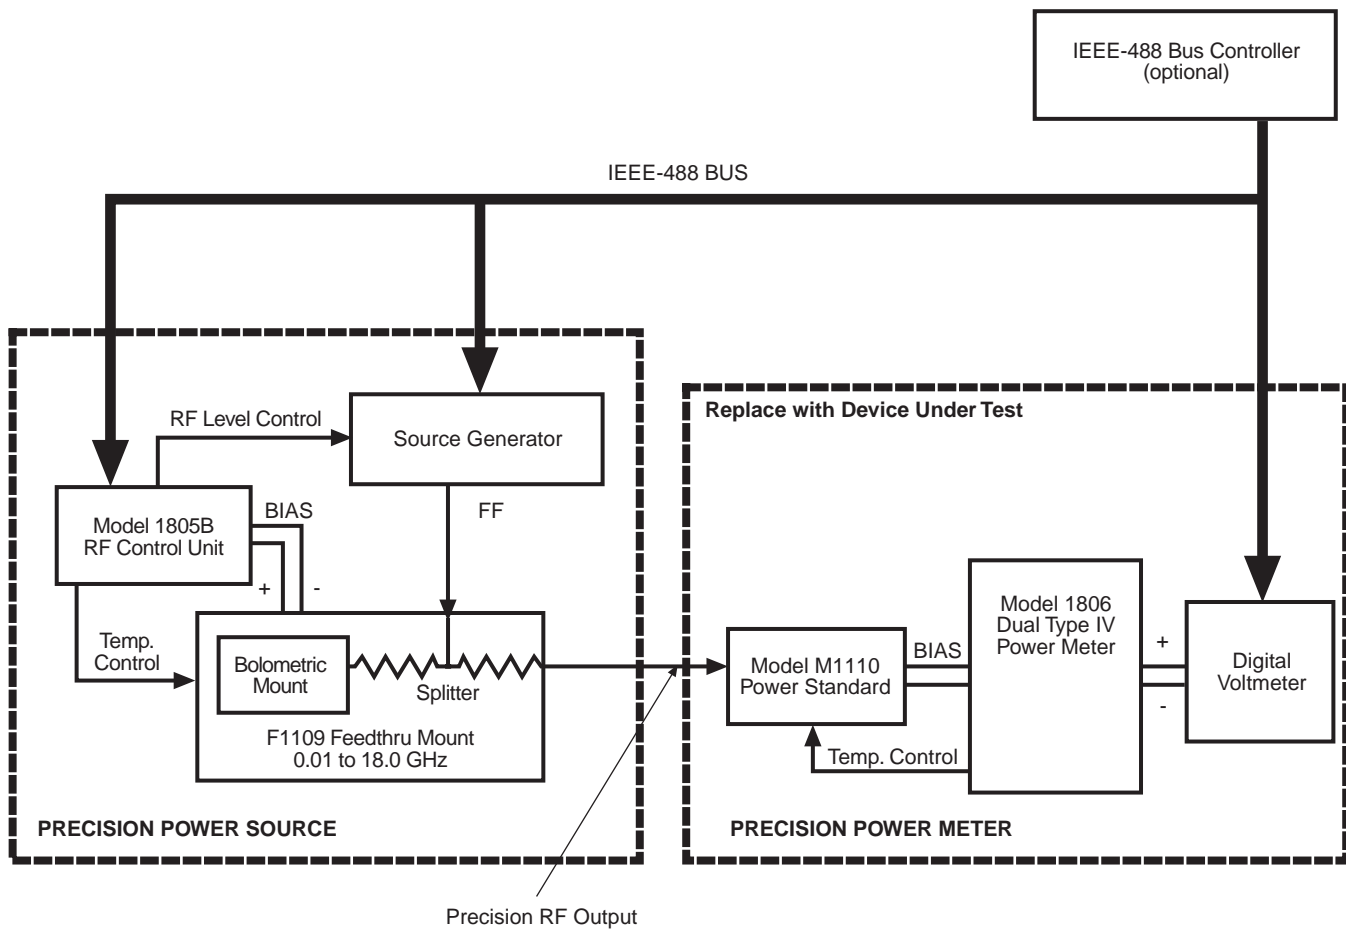 IEEE-488 Bus Controller
(optional)
IEEE-488 BUS
Replace with Device Under Test
RF Level Control
Source Generator
FF
BIAS
Model 1805B
RF Control Unit
+
-
Temp.
Control
Bolometric
Mount
Splitter
F1109 Feedthru Mount
0.01 to 18.0 GHz
PRECISION POWER SOURCE
Model M1110
Power Standard
BIAS
Temp. Control
Model 1806
Dual Type IV
Power Meter
+
-
Digital
Voltmeter
PRECISION POWER METER
Precision RF Output